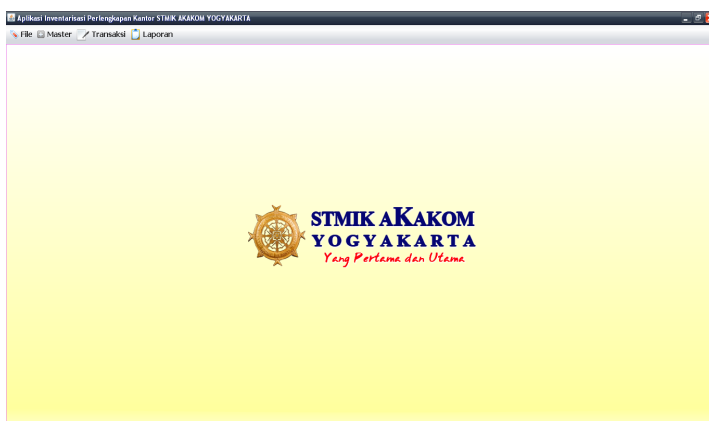 Aplikasi Inventarisasi Perlengkapan Kantor STMIK AKAKOM YOGYAKARTA
File Master Transaksi Laporan
STMIK AKAKOM
YOGYAKARTA
Yang Pertama dan Utama